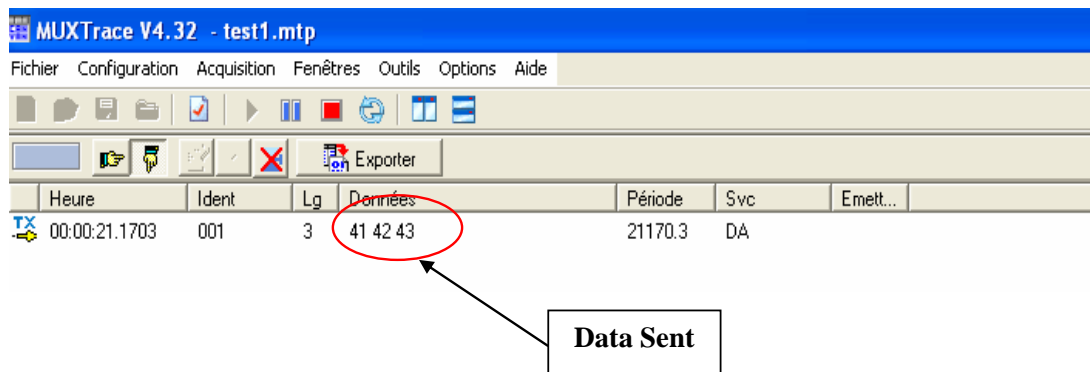 MUXTrace V4.32 - test1.mtp
Fichier Configuration Acquisition Fenêtres Outils Options Aide
Exporter
Heure Ident Lg Données Période Svc Emett...
TX 00:00:21.1703 001 3 41 42 43 21170.3 DA
Data Sent